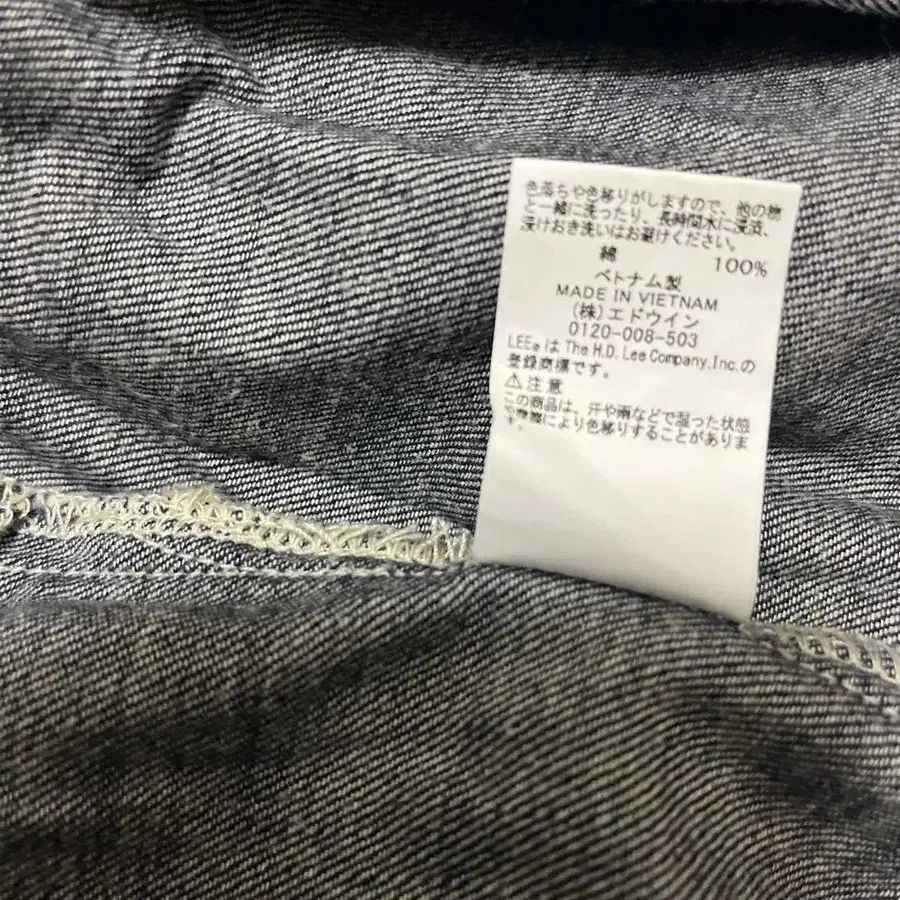 色落ちや色移りがしますので、他の物
と一緒に洗ったり、長時間水に浸漬、
浸けおき洗いはお避けください。
綿 100%
ベトナム製
MADE IN VIETNAM
(株)エドウイン
0120-008-503
LEE®は The H.D. Lee Company,Inc.の
登録商標です。
⚠注意
この商品は、汗や雨などで湿った状態
や摩擦により色移りすることがありま
す。